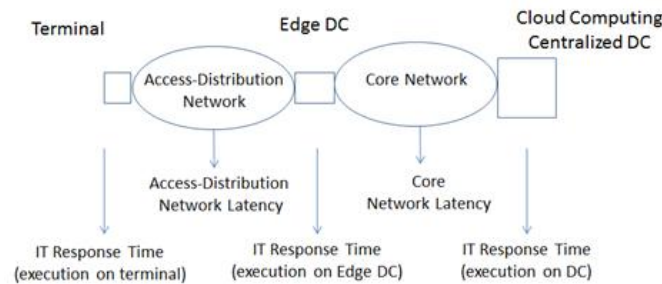 Terminal
Edge DC
Cloud Computing
Centralized DC
Access-Distribution
Network
Core Network
Access-Distribution
Network Latency
Core
Network Latency
IT Response Time
(execution on terminal)
IT Response Time
(execution on Edge DC)
IT Response Time
(execution on DC)